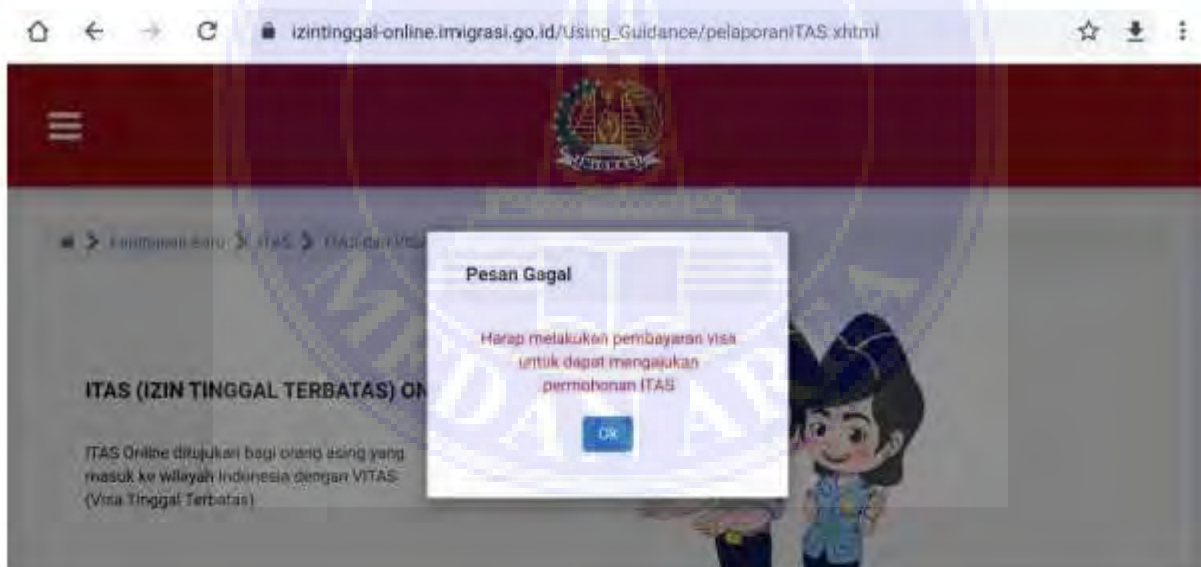 izintinggal-online.imigrasi.go.id/Using_Guidance/pelaporanITAS.xhtml
IMIGRASI
ITAS
Pesan Gagal
Harap melakukan pembayaran visa
untuk dapat mengajukan
permohonan ITAS
Ok
ITAS (IZIN TINGGAL TERBATAS) ON
ITAS Online ditujukan bagi orang asing yang
masuk ke wilayah Indonesia dengan VITAS
(Visa Tinggal Terbatas)